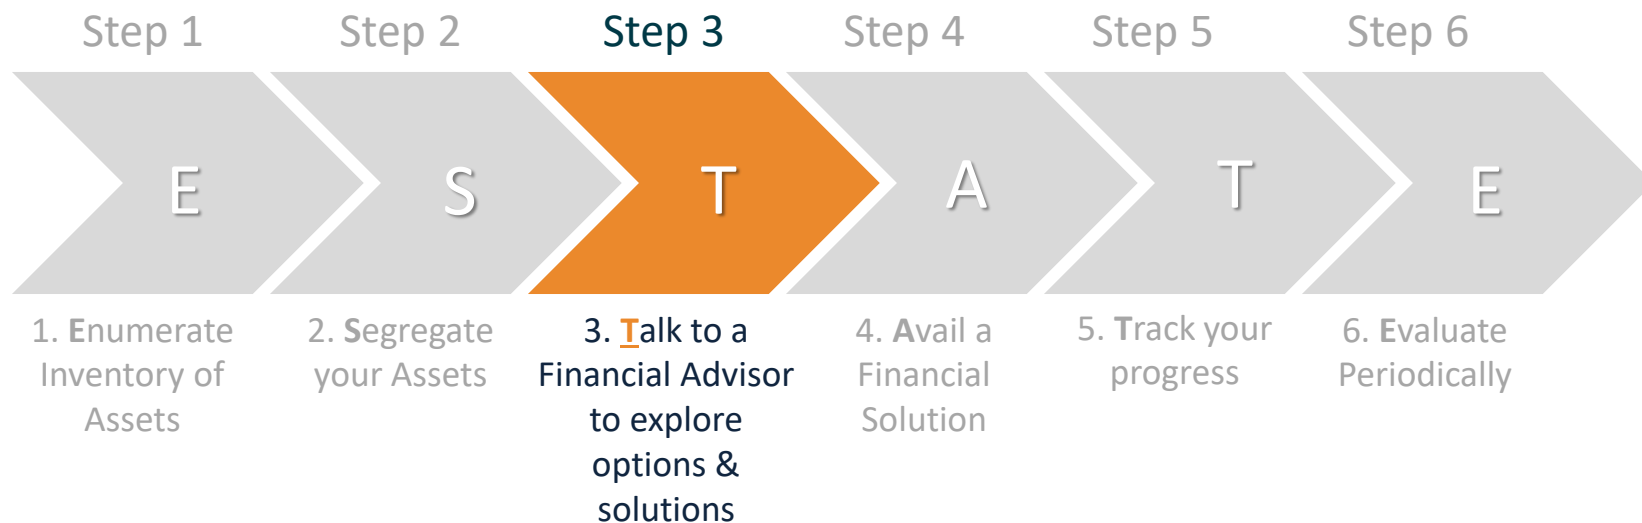 Step 1
Step 2
Step 3
Step 4
Step 5
Step 6
E
S
T
A
T
E
1. Enumerate
Inventory of
Assets
2. Segregate
your Assets
3. Talk to a
Financial Advisor
to explore
options &
solutions
4. Avail a
Financial
Solution
5. Track your
progress
6. Evaluate
Periodically